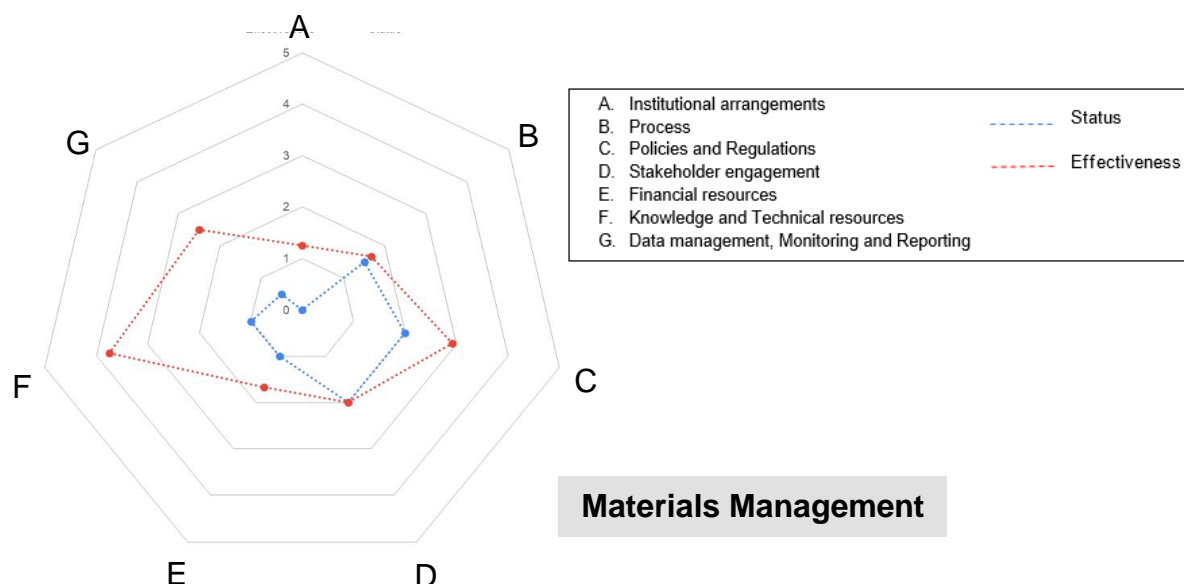 A
5
4
3
2
1
0
G
B
F
C
E
D
A. Institutional arrangements
B. Process
C. Policies and Regulations
D. Stakeholder engagement
E. Financial resources
F. Knowledge and Technical resources
G. Data management, Monitoring and Reporting
Status
Effectiveness
Materials Management